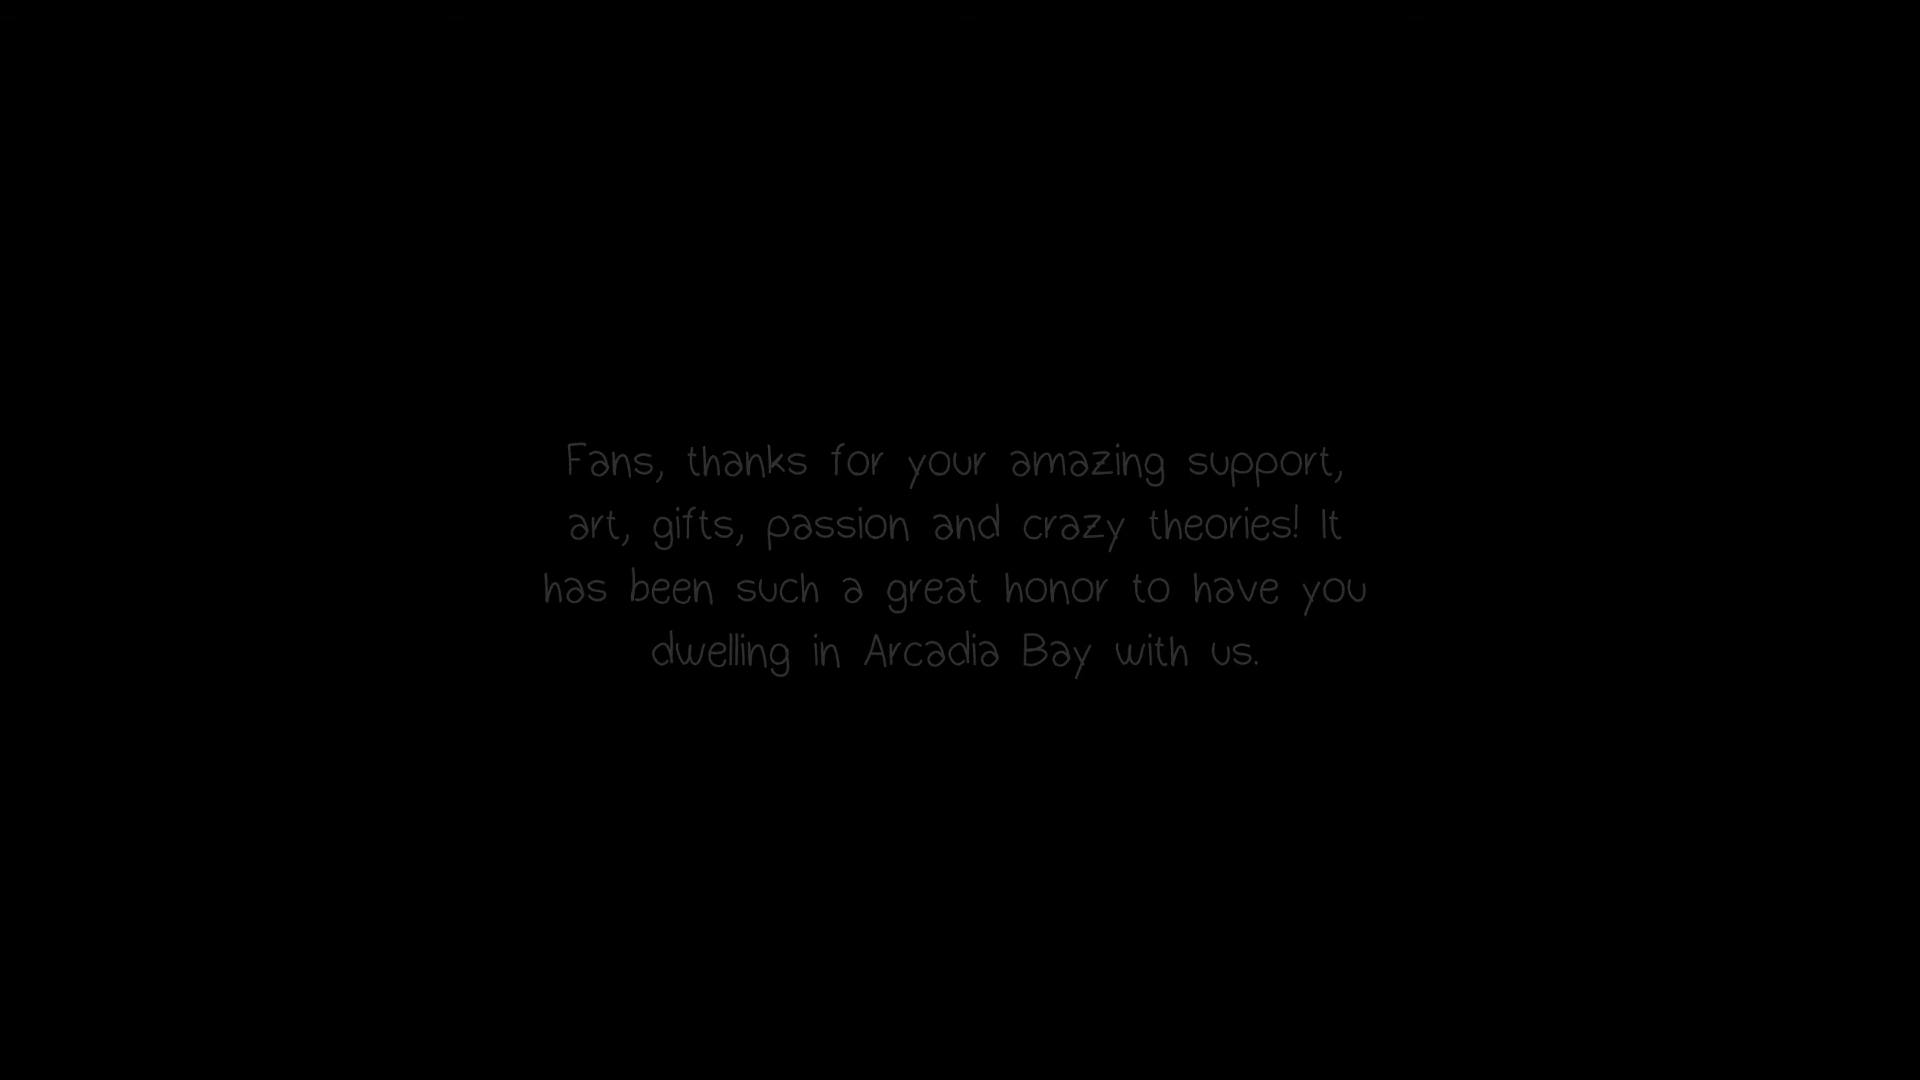 Fans, thanks for your amazing support,
art, gifts, passion and crazy theories! It
has been such a great honor to have you
dwelling in Arcadia Bay with us.